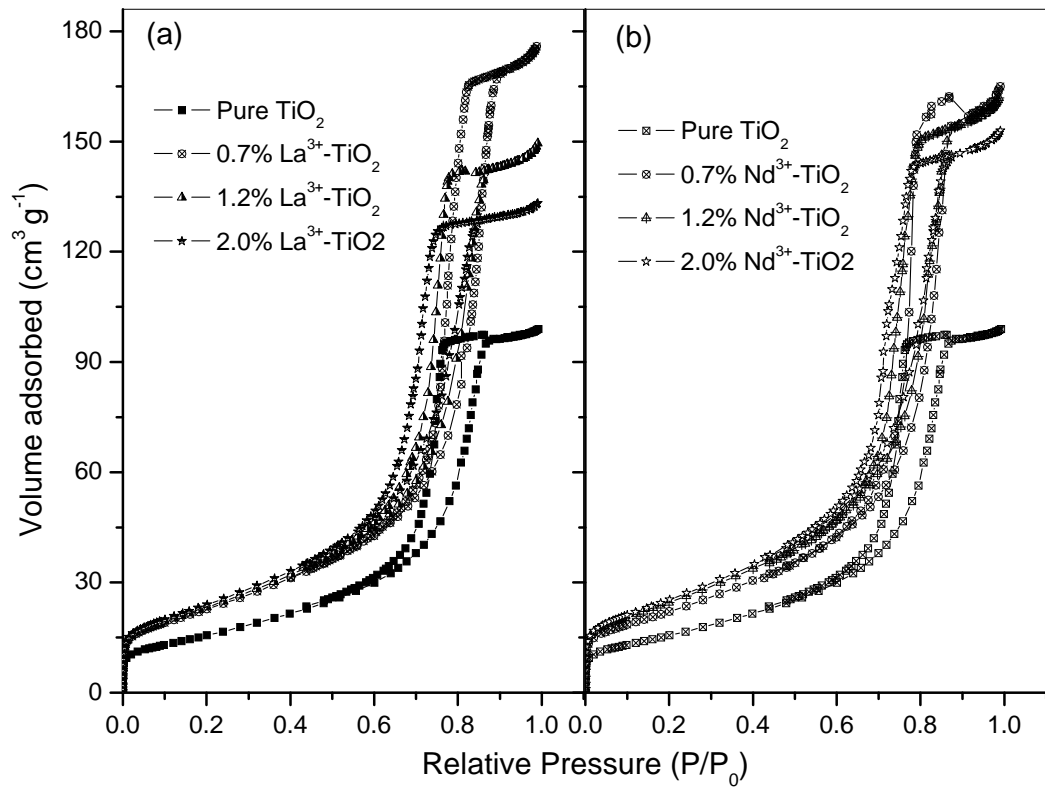 (a)
Pure TiO₂
0.7% La³⁺-TiO₂
1.2% La³⁺-TiO₂
2.0% La³⁺-TiO2
(b)
Pure TiO₂
0.7% Nd³⁺-TiO₂
1.2% Nd³⁺-TiO₂
2.0% Nd³⁺-TiO2
Volume adsorbed (cm³ g⁻¹)
180
150
120
90
60
30
0
0.0 0.2 0.4 0.6 0.8 1.0
0.0 0.2 0.4 0.6 0.8 1.0
Relative Pressure (P/P₀)